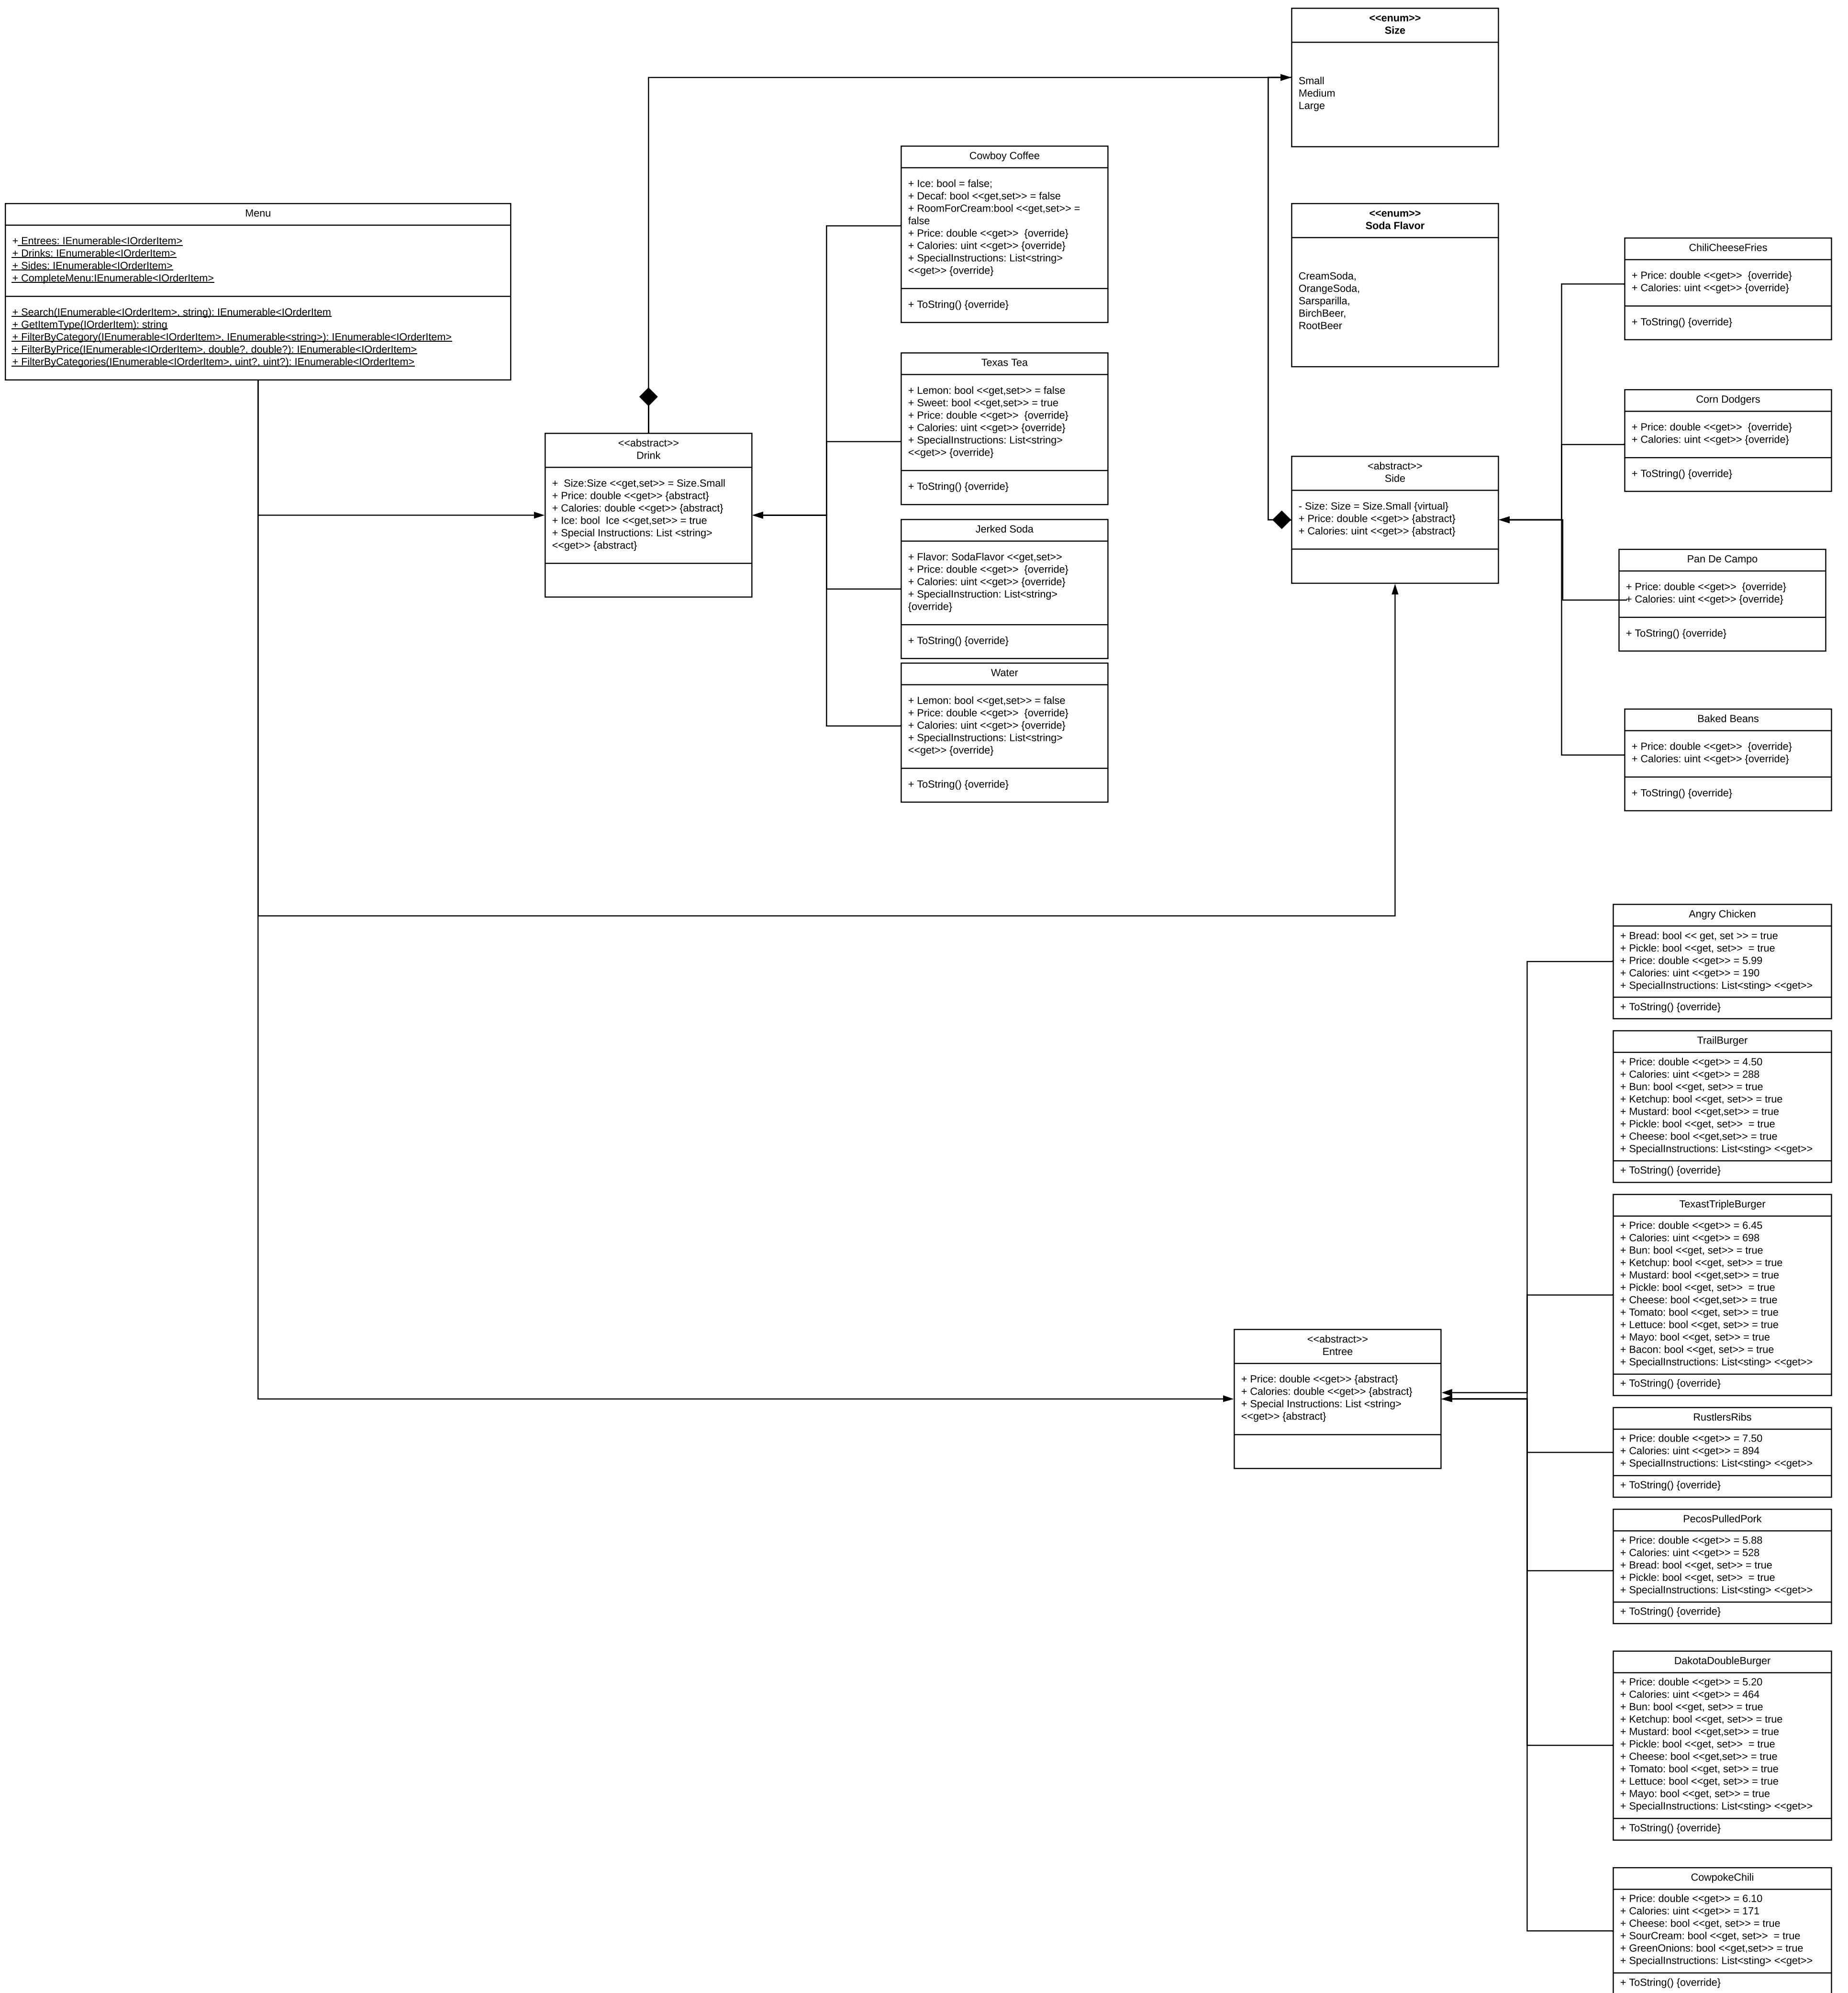 <<enum>>
Size
Small
Medium
Large
Menu
+ Entrees: IEnumerable<IOrderItem>
+ Drinks: IEnumerable<IOrderItem>
+ Sides: IEnumerable<IOrderItem>
+ CompleteMenu:IEnumerable<IOrderItem>
+ Search(IEnumerable<IOrderItem>, string): IEnumerable<IOrderItem
+ GetItemType(IOrderItem): string
+ FilterByCategory(IEnumerable<IOrderItem>, IEnumerable<string>): IEnumerable<IOrderItem>
+ FilterByPrice(IEnumerable<IOrderItem>, double?, double?): IEnumerable<IOrderItem>
+ FilterByCategories(IEnumerable<IOrderItem>, uint?, uint?): IEnumerable<IOrderItem>
<<abstract>>
Drink
+  Size:Size <<get,set>> = Size.Small
+ Price: double <<get>> {abstract}
+ Calories: double <<get>> {abstract}
+ Ice: bool  Ice <<get,set>> = true
+ Special Instructions: List <string>
<<get>> {abstract}
Cowboy Coffee
+ Ice: bool = false;
+ Decaf: bool <<get,set>> = false
+ RoomForCream:bool <<get,set>> =
false
+ Price: double <<get>>  {override}
+ Calories: uint <<get>> {override}
+ SpecialInstructions: List<string>
<<get>> {override}
+ ToString() {override}
Texas Tea
+ Lemon: bool <<get,set>> = false
+ Sweet: bool <<get,set>> = true
+ Price: double <<get>>  {override}
+ Calories: uint <<get>> {override}
+ SpecialInstructions: List<string>
<<get>> {override}
+ ToString() {override}
Jerked Soda
+ Flavor: SodaFlavor <<get,set>>
+ Price: double <<get>>  {override}
+ Calories: uint <<get>> {override}
+ SpecialInstruction: List<string>
{override}
+ ToString() {override}
Water
+ Lemon: bool <<get,set>> = false
+ Price: double <<get>>  {override}
+ Calories: uint <<get>> {override}
+ SpecialInstructions: List<string>
<<get>> {override}
+ ToString() {override}
<<enum>>
Soda Flavor
CreamSoda,
OrangeSoda,
Sarsparilla,
BirchBeer,
RootBeer
<abstract>>
Side
- Size: Size = Size.Small {virtual}
+ Price: double <<get>> {abstract}
+ Calories: uint <<get>> {abstract}
ChiliCheeseFries
+ Price: double <<get>>  {override}
+ Calories: uint <<get>> {override}
+ ToString() {override}
Corn Dodgers
+ Price: double <<get>>  {override}
+ Calories: uint <<get>> {override}
+ ToString() {override}
Pan De Campo
+ Price: double <<get>>  {override}
+ Calories: uint <<get>> {override}
+ ToString() {override}
Baked Beans
+ Price: double <<get>>  {override}
+ Calories: uint <<get>> {override}
+ ToString() {override}
<<abstract>>
Entree
+ Price: double <<get>> {abstract}
+ Calories: double <<get>> {abstract}
+ Special Instructions: List <string>
<<get>> {abstract}
Angry Chicken
+ Bread: bool << get, set >> = true
+ Pickle: bool <<get, set>>  = true
+ Price: double <<get>> = 5.99
+ Calories: uint <<get>> = 190
+ SpecialInstructions: List<sting> <<get>>
+ ToString() {override}
TrailBurger
+ Price: double <<get>> = 4.50
+ Calories: uint <<get>> = 288
+ Bun: bool <<get, set>> = true
+ Ketchup: bool <<get, set>> = true
+ Mustard: bool <<get,set>> = true
+ Pickle: bool <<get, set>>  = true
+ Cheese: bool <<get,set>> = true
+ SpecialInstructions: List<sting> <<get>>
+ ToString() {override}
TexastTripleBurger
+ Price: double <<get>> = 6.45
+ Calories: uint <<get>> = 698
+ Bun: bool <<get, set>> = true
+ Ketchup: bool <<get, set>> = true
+ Mustard: bool <<get,set>> = true
+ Pickle: bool <<get, set>>  = true
+ Cheese: bool <<get,set>> = true
+ Tomato: bool <<get, set>> = true
+ Lettuce: bool <<get, set>> = true
+ Mayo: bool <<get, set>> = true
+ Bacon: bool <<get, set>> = true
+ SpecialInstructions: List<sting> <<get>>
+ ToString() {override}
RustlersRibs
+ Price: double <<get>> = 7.50
+ Calories: uint <<get>> = 894
+ SpecialInstructions: List<sting> <<get>>
+ ToString() {override}
PecosPulledPork
+ Price: double <<get>> = 5.88
+ Calories: uint <<get>> = 528
+ Bread: bool <<get, set>> = true
+ Pickle: bool <<get, set>>  = true
+ SpecialInstructions: List<sting> <<get>>
+ ToString() {override}
DakotaDoubleBurger
+ Price: double <<get>> = 5.20
+ Calories: uint <<get>> = 464
+ Bun: bool <<get, set>> = true
+ Ketchup: bool <<get, set>> = true
+ Mustard: bool <<get,set>> = true
+ Pickle: bool <<get, set>>  = true
+ Cheese: bool <<get,set>> = true
+ Tomato: bool <<get, set>> = true
+ Lettuce: bool <<get, set>> = true
+ Mayo: bool <<get, set>> = true
+ SpecialInstructions: List<sting> <<get>>
+ ToString() {override}
CowpokeChili
+ Price: double <<get>> = 6.10
+ Calories: uint <<get>> = 171
+ Cheese: bool <<get, set>> = true
+ SourCream: bool <<get, set>>  = true
+ GreenOnions: bool <<get,set>> = true
+ SpecialInstructions: List<sting> <<get>>
+ ToString() {override}